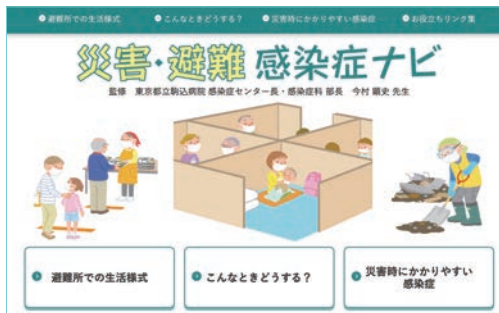 避難所での生活様式
こんなときどうする？
災害時にかかりやすい感染症
お役立ちリンク集
災害・避難 感染症ナビ
監修 東京都立駒込病院 感染症センター長・感染症科 部長 今村 顕史 先生
避難所での生活様式
こんなときどうする？
災害時にかかりやすい
感染症